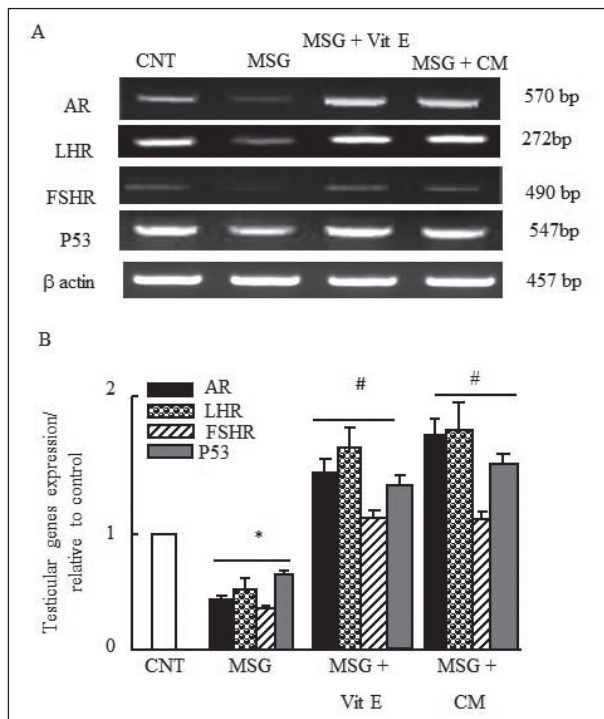 A
MSG + Vit E
CNT MSG MSG + CM
AR 570 bp
LHR 272bp
FSHR 490 bp
P53 547bp
β actin 457 bp
B
Testicular genes expression/
relative to control
2
1
0
AR
LHR
FSHR
P53
*
#
#
CNT MSG MSG + MSG +
Vit E CM